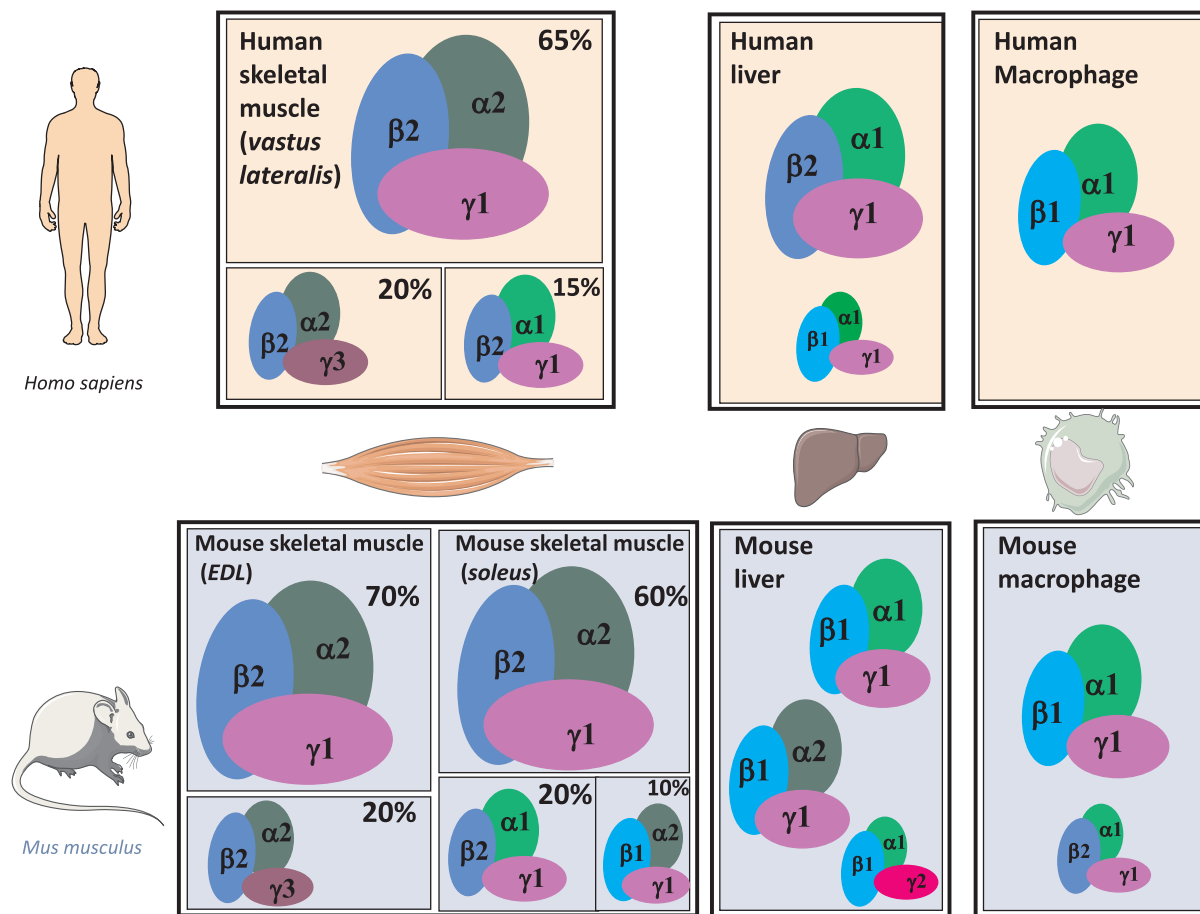 Human
skeletal
muscle
(vastus
lateralis)
65%
β2
α2
γ1
20%
β2
α2
γ3
15%
β2
α1
γ1
Human
liver
β2
α1
γ1
β1
α1
γ1
Human
Macrophage
β1
α1
γ1
Homo sapiens
Mouse skeletal muscle
(EDL)
70%
β2
α2
γ1
20%
β2
α2
γ3
Mouse skeletal muscle
(soleus)
60%
β2
α2
γ1
20%
β2
α1
γ1
10%
β1
α2
γ1
Mouse
liver
β1
α1
γ1
β1
α2
γ1
β1
α1
γ2
Mouse
macrophage
β1
α1
γ1
β2
α1
γ1
Mus musculus